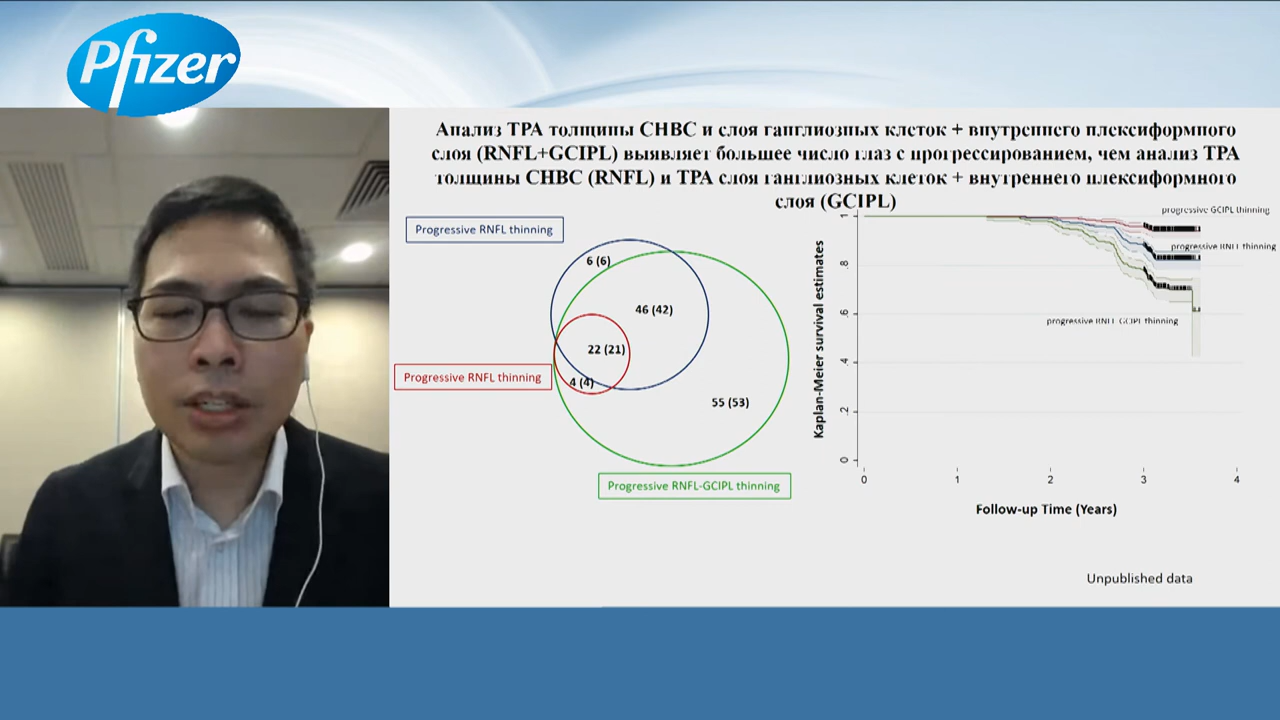 Pfizer
Анализ ТРА толщины СНВС и слоя ганглиозных клеток + внутреннего плексиформного
слоя (RNFL+GCIPL) выявляет большее число глаз с прогрессированием, чем анализ ТРА
толщины СНВС (RNFL) и ТРА слоя ганглиозных клеток + внутреннего плексиформного
слоя (GCIPL)
Progressive RNFL thinning
6 (6)
46 (42)
22 (21)
Progressive RNFL thinning
4 (4)
55 (53)
Progressive RNFL-GCIPL thinning
progressive GCIPL thinning
progressive RNFL thinning
progressive RNFL GCIPL thinning
Kaplan-Meier survival estimates
1
.8
.6
.4
.2
0
0 1 2 3 4
Follow-up Time (Years)
Unpublished data